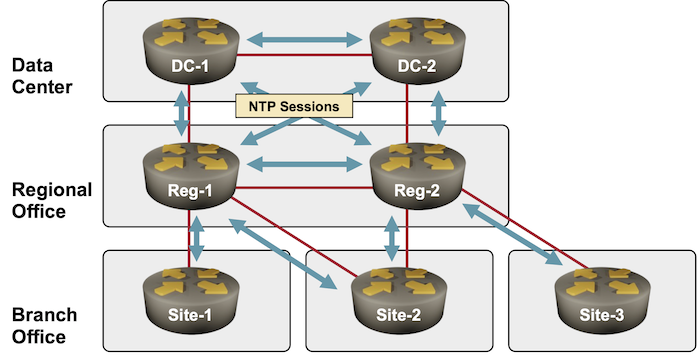 Data
Center
DC-1
DC-2
NTP Sessions
Regional
Office
Reg-1
Reg-2
Branch
Office
Site-1
Site-2
Site-3